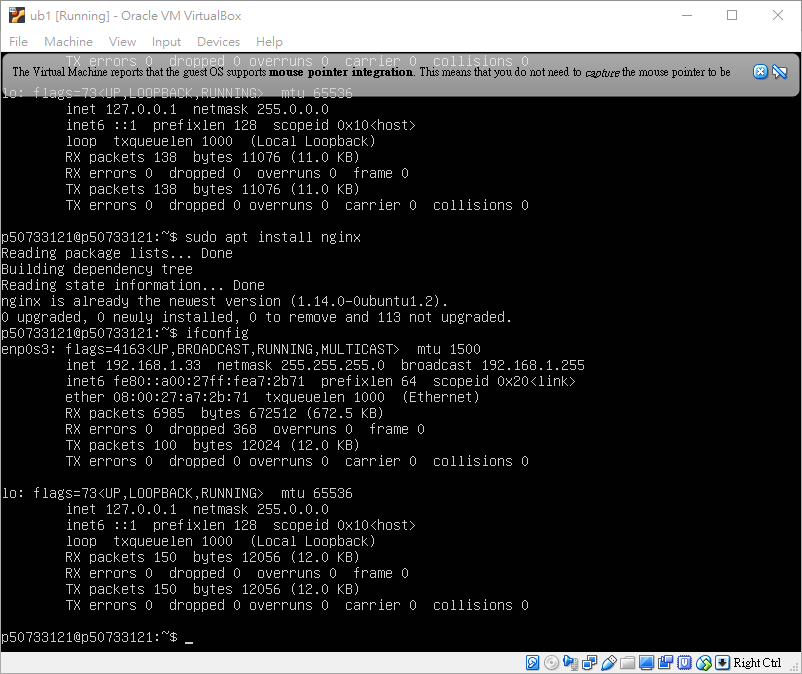 ub1 [Running] - Oracle VM VirtualBox
File Machine View Input Devices Help
TX errors 0 dropped 0 overruns 0 carrier 0 collisions 0
The Virtual Machine reports that the guest OS supports mouse pointer integration. This means that you do not need to capture the mouse pointer to be
lo: flags=73<UP,LOOPBACK,RUNNING> mtu 65536
inet 127.0.0.1 netmask 255.0.0.0
inet6 ::1 prefixlen 128 scopeid 0x10<host>
loop txqueuelen 1000 (Local Loopback)
RX packets 138 bytes 11076 (11.0 KB)
RX errors 0 dropped 0 overruns 0 frame 0
TX packets 138 bytes 11076 (11.0 KB)
TX errors 0 dropped 0 overruns 0 carrier 0 collisions 0
p50733121@p50733121:~$ sudo apt install nginx
Reading package lists... Done
Building dependency tree
Reading state information... Done
nginx is already the newest version (1.14.0-0ubuntu1.2).
0 upgraded, 0 newly installed, 0 to remove and 113 not upgraded.
p50733121@p50733121:~$ ifconfig
enp0s3: flags=4163<UP,BROADCAST,RUNNING,MULTICAST> mtu 1500
inet 192.168.1.33 netmask 255.255.255.0 broadcast 192.168.1.255
inet6 fe80::a00:27ff:fea7:2b71 prefixlen 64 scopeid 0x20<link>
ether 08:00:27:a7:2b:71 txqueuelen 1000 (Ethernet)
RX packets 6985 bytes 672512 (672.5 KB)
RX errors 0 dropped 368 overruns 0 frame 0
TX packets 100 bytes 12024 (12.0 KB)
TX errors 0 dropped 0 overruns 0 carrier 0 collisions 0
lo: flags=73<UP,LOOPBACK,RUNNING> mtu 65536
inet 127.0.0.1 netmask 255.0.0.0
inet6 ::1 prefixlen 128 scopeid 0x10<host>
loop txqueuelen 1000 (Local Loopback)
RX packets 150 bytes 12056 (12.0 KB)
RX errors 0 dropped 0 overruns 0 frame 0
TX packets 150 bytes 12056 (12.0 KB)
TX errors 0 dropped 0 overruns 0 carrier 0 collisions 0
p50733121@p50733121:~$ _
Right Ctrl